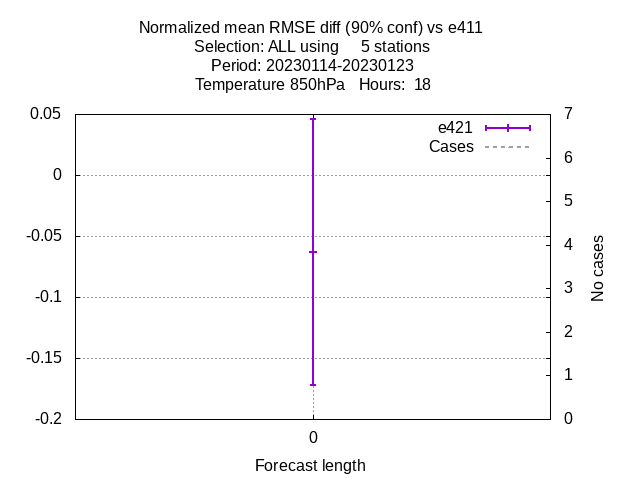 Normalized mean RMSE diff (90% conf) vs e411
Selection: ALL using     5 stations
Period: 20230114-20230123
Temperature 850hPa   Hours:  18
0.05
0
-0.05
-0.1
-0.15
-0.2
e421
Cases
7
6
5
4
3
2
1
0
No cases
0
Forecast length